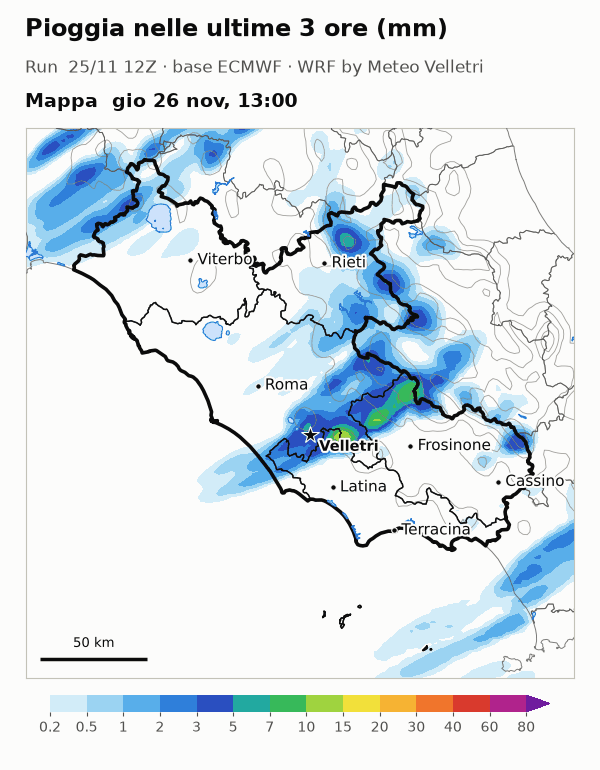 Pioggia nelle ultime 3 ore (mm)
Run  25/11 12Z · base ECMWF · WRF by Meteo Velletri
Mappa  gio 26 nov, 13:00
Viterbo
Rieti
Roma
Velletri
Frosinone
Latina
Cassino
Terracina
50 km
0.2 0.5 1 2 3 5 7 10 15 20 30 40 60 80